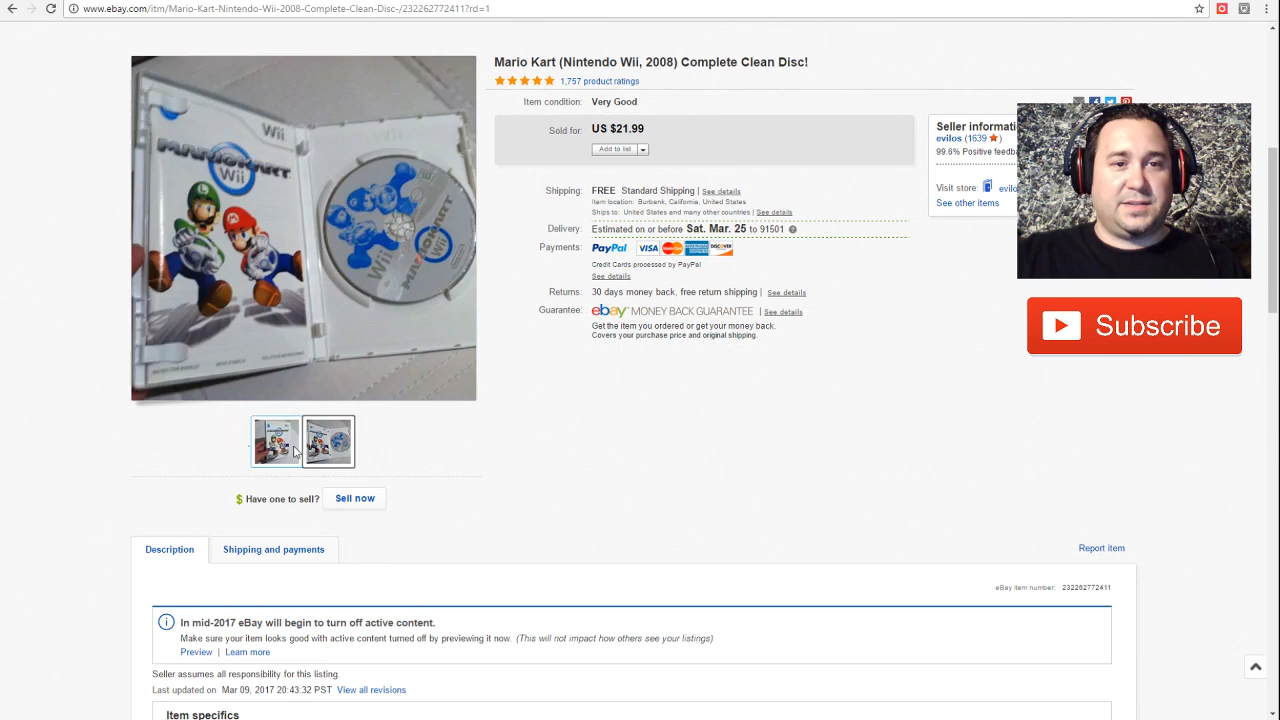 www.ebay.com/itm/Mario-Kart-Nintendo-Wii-2008-Complete-Clean-Disc-/232262772411?rd=1
Mario Kart (Nintendo Wii, 2008) Complete Clean Disc!
1,757 product ratings
Item condition: Very Good
Sold for: US $21.99
Add to list
Shipping: FREE Standard Shipping | See details
Item location: Burbank, California, United States
Ships to: United States and many other countries | See details
Delivery: Estimated on or before Sat. Mar. 25 to 91501
Payments: PayPal VISA MasterCard DISCOVER
Credit Cards processed by PayPal
See details
Returns: 30 days money back, free return shipping | See details
Guarantee: ebay MONEY BACK GUARANTEE | See details
Get the item you ordered or get your money back.
Covers your purchase price and original shipping.
Seller informati
evilos (1639 )
99.6% Positive feedb
Visit store: evilo
See other items
Subscribe
Wii
MARIOKART
Wii
Wii
MARIOKART
Wii
$ Have one to sell? Sell now
Description Shipping and payments
Report item
eBay item number: 232262772411
In mid-2017 eBay will begin to turn off active content.
Make sure your item looks good with active content turned off by previewing it now. (This will not impact how others see your listings)
Preview | Learn more
Seller assumes all responsibility for this listing.
Last updated on Mar 09, 2017 20:43:32 PST View all revisions
Item specifics